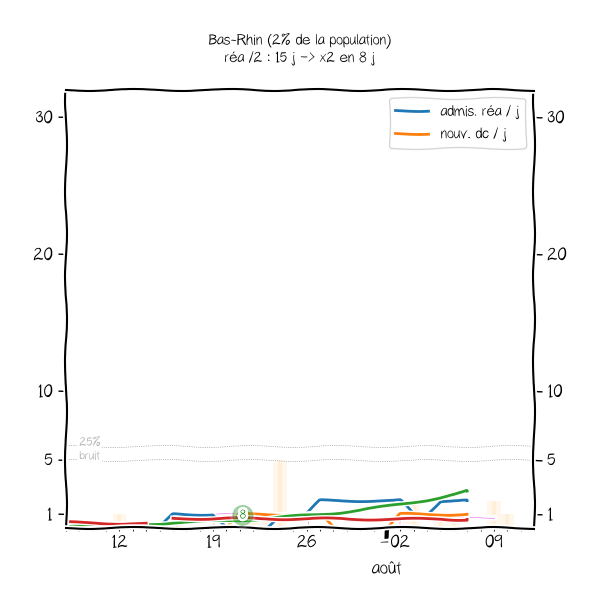 Bas-Rhin (2% de la population)
réa /2 : 15 j -> x2 en 8 j
admis. réa / j
nouv. dc / j
30
30
20
20
10
10
25%
bruit
5
5
1
1
8
12
19
26
02
09
août